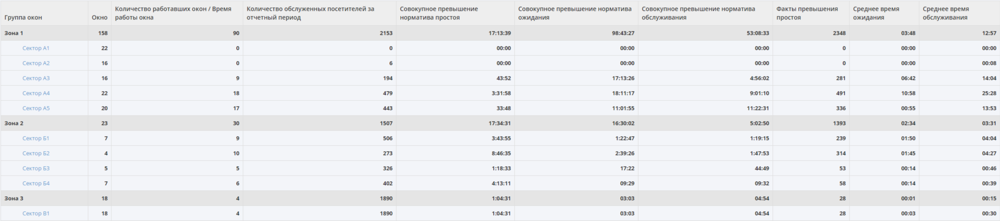 Группа окон Окно Количество работавших окон / Время работы окна Количество обслуженных посетителей за отчетный период Совокупное превышение норматива простоя Совокупное превышение норматива ожидания Совокупное превышение норматива обслуживания Факты превышения простоя Среднее время ожидания Среднее время обслуживания
Зона 1 158 90 2153 17:13:39 98:43:27 53:08:33 2348 03:48 12:57
Сектор А1 22 0 0 00:00 00:00 00:00 0 00:00 00:00
Сектор А2 16 0 6 00:00 00:00 00:00 0 00:00 00:08
Сектор А3 16 9 194 43:52 17:13:26 4:56:02 281 06:42 14:04
Сектор А4 22 18 479 3:31:58 18:11:17 9:01:10 491 10:58 25:28
Сектор А5 20 17 443 33:48 11:01:55 11:22:31 336 00:55 13:53
Зона 2 23 30 1507 17:34:31 16:30:02 5:02:50 1393 02:34 03:31
Сектор Б1 7 9 506 3:43:55 1:22:47 1:19:15 239 01:50 04:04
Сектор Б2 4 10 273 8:46:35 2:39:26 1:47:53 314 01:45 04:27
Сектор Б3 5 5 326 1:18:33 17:22 44:49 53 00:14 00:46
Сектор Б4 7 6 402 4:13:11 09:29 09:32 58 00:14 00:39
Зона 3 18 4 1890 1:04:31 03:03 04:54 28 00:01 00:15
Сектор В1 18 4 1890 1:04:31 03:03 04:54 28 00:03 00:30